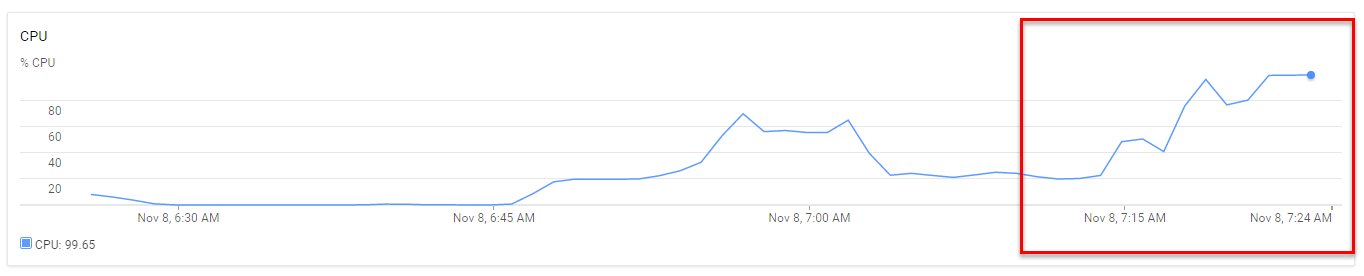 CPU
% CPU
80
60
40
20
Nov 8, 6:30 AM
Nov 8, 6:45 AM
Nov 8, 7:00 AM
Nov 8, 7:15 AM
Nov 8, 7:24 AM
CPU: 99.65